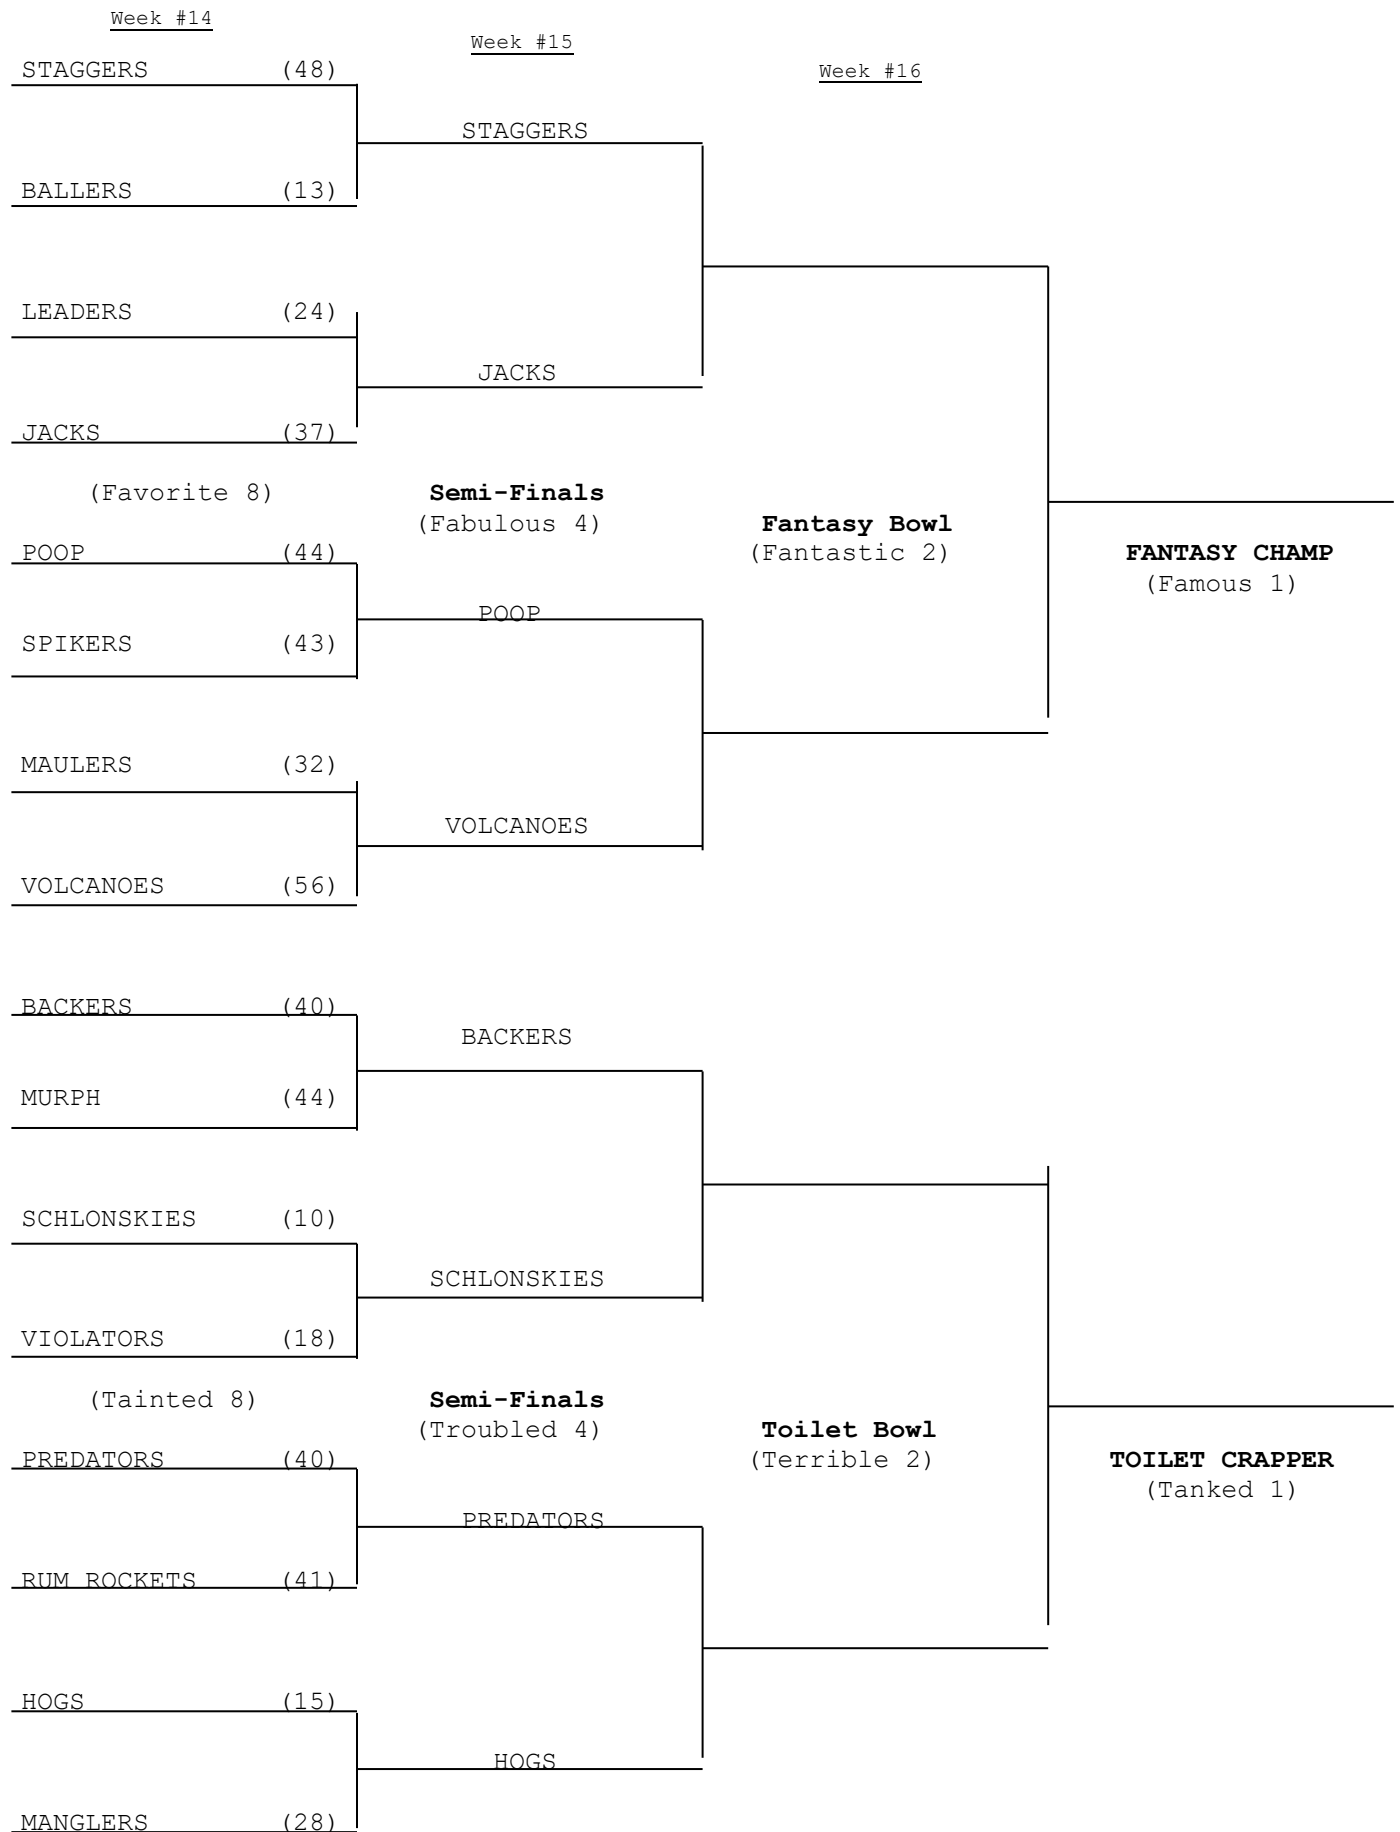 Week #14
Week #15
Week #16
STAGGERS (48)
STAGGERS
BALLERS (13)
LEADERS (24)
JACKS
JACKS (37)
(Favorite 8) Semi-Finals
(Fabulous 4) Fantasy Bowl
POOP (44) (Fantastic 2) FANTASY CHAMP
(Famous 1)
POOP
SPIKERS (43)
MAULERS (32)
VOLCANOES
VOLCANOES (56)
BACKERS (40)
BACKERS
MURPH (44)
SCHLONSKIES (10)
SCHLONSKIES
VIOLATORS (18)
(Tainted 8) Semi-Finals
(Troubled 4) Toilet Bowl
PREDATORS (40) (Terrible 2) TOILET CRAPPER
(Tanked 1)
PREDATORS
RUM ROCKETS (41)
HOGS (15)
HOGS
MANGLERS (28)